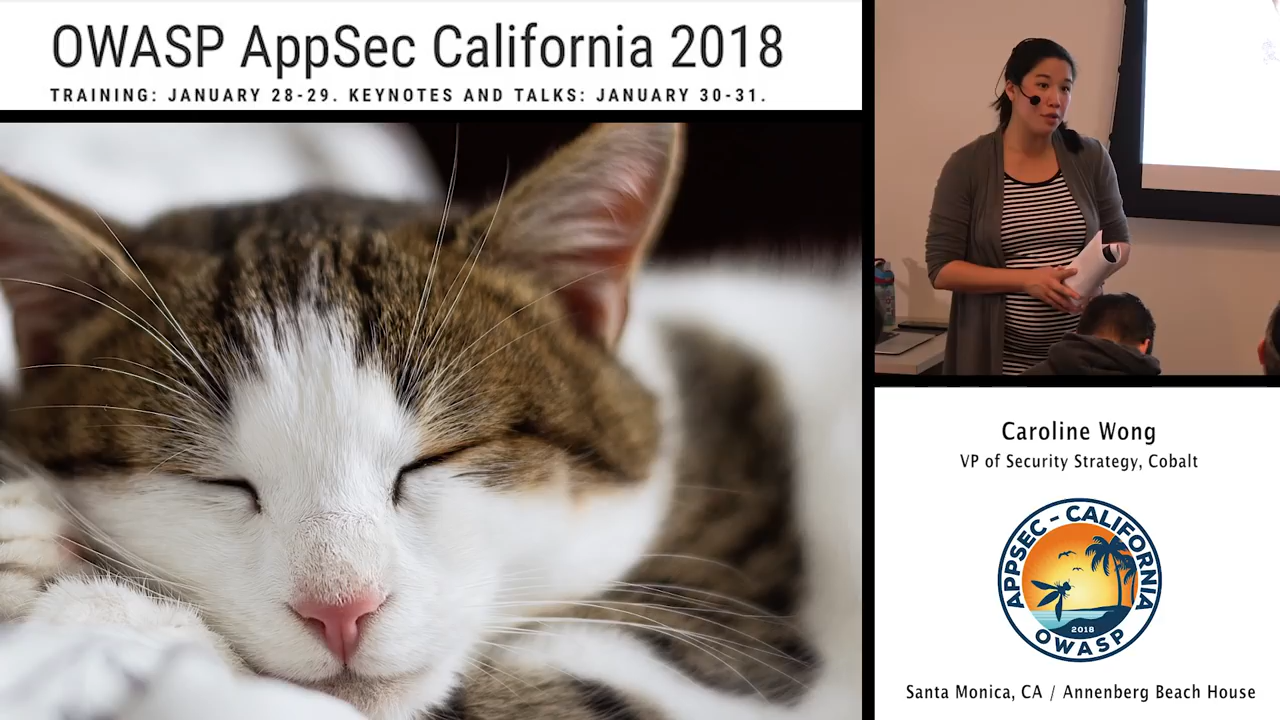 OWASP AppSec California 2018
TRAINING: JANUARY 28-29. KEYNOTES AND TALKS: JANUARY 30-31.
Caroline Wong
VP of Security Strategy, Cobalt
APPSEC - CALIFORNIA
2018
OWASP
Santa Monica, CA / Annenberg Beach House